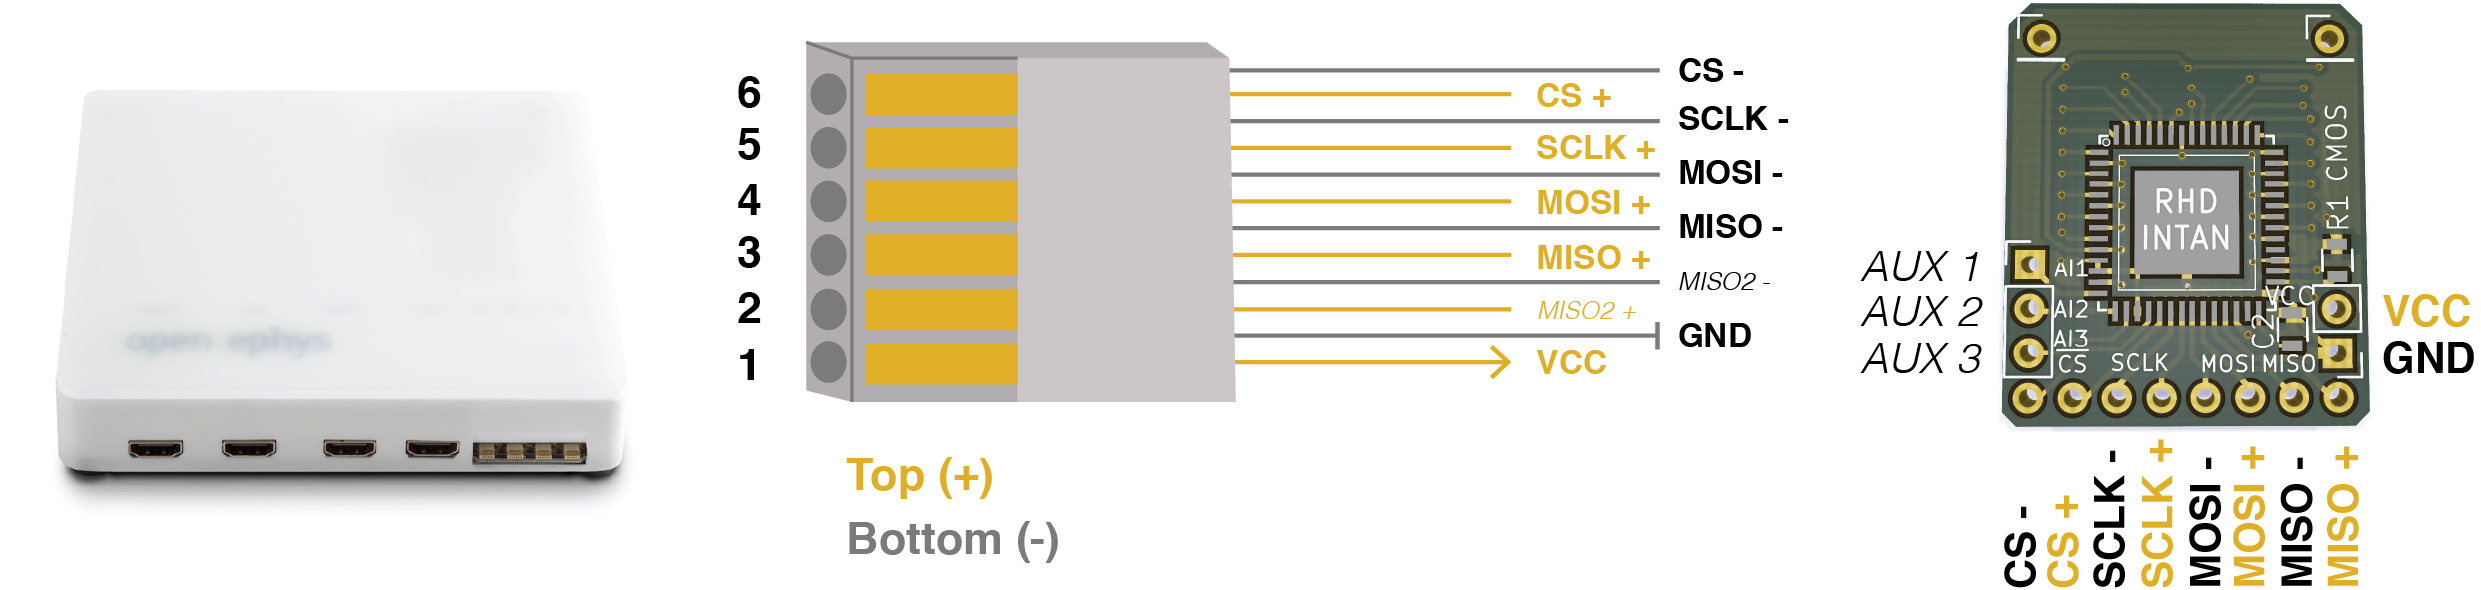 open ephys
6
5
4
3
2
1
Top (+)
Bottom (-)
CS -
CS +
SCLK -
SCLK +
MOSI -
MOSI +
MISO -
MISO +
MISO2 -
MISO2 +
GND
VCC
AUX 1
AUX 2
AUX 3
RHD
INTAN
R1 CMOS
AI1
AI2
AI3
VCC
C2
CS SCLK MOSI MISO
VCC
GND
CS -
CS +
SCLK -
SCLK +
MOSI -
MOSI +
MISO -
MISO +